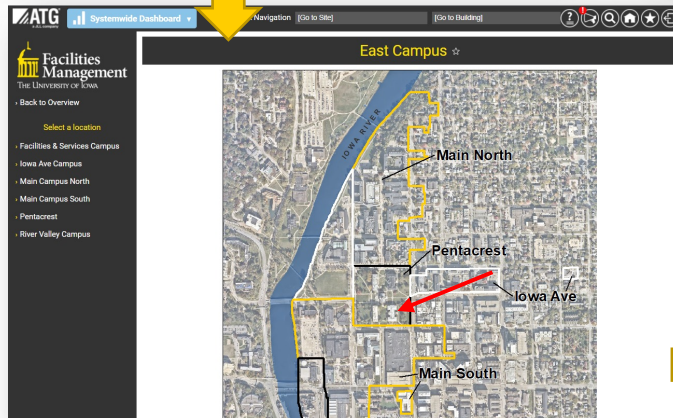 ATG
a JLL company
Systemwide Dashboard
Navigation
[Go to Site]
[Go to Building]
East Campus
Facilities
Management
THE UNIVERSITY OF IOWA
› Back to Overview
Select a location
› Facilities & Services Campus
› Iowa Ave Campus
› Main Campus North
› Main Campus South
› Pentacrest
› River Valley Campus
IOWA RIVER
Main North
Pentacrest
Iowa Ave
Main South